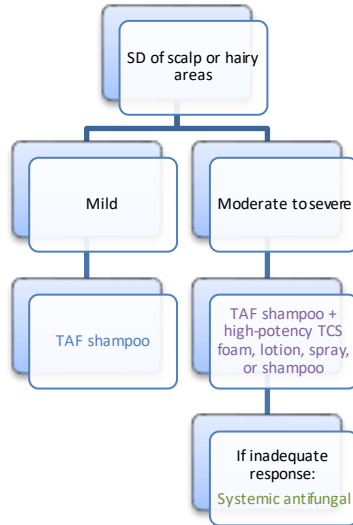 SD of scalp or hairy
areas
Mild
Moderate to severe
TAF shampoo
TAF shampoo +
high-potency TCS
foam, lotion, spray,
or shampoo
If inadequate
response:
Systemic antifungal